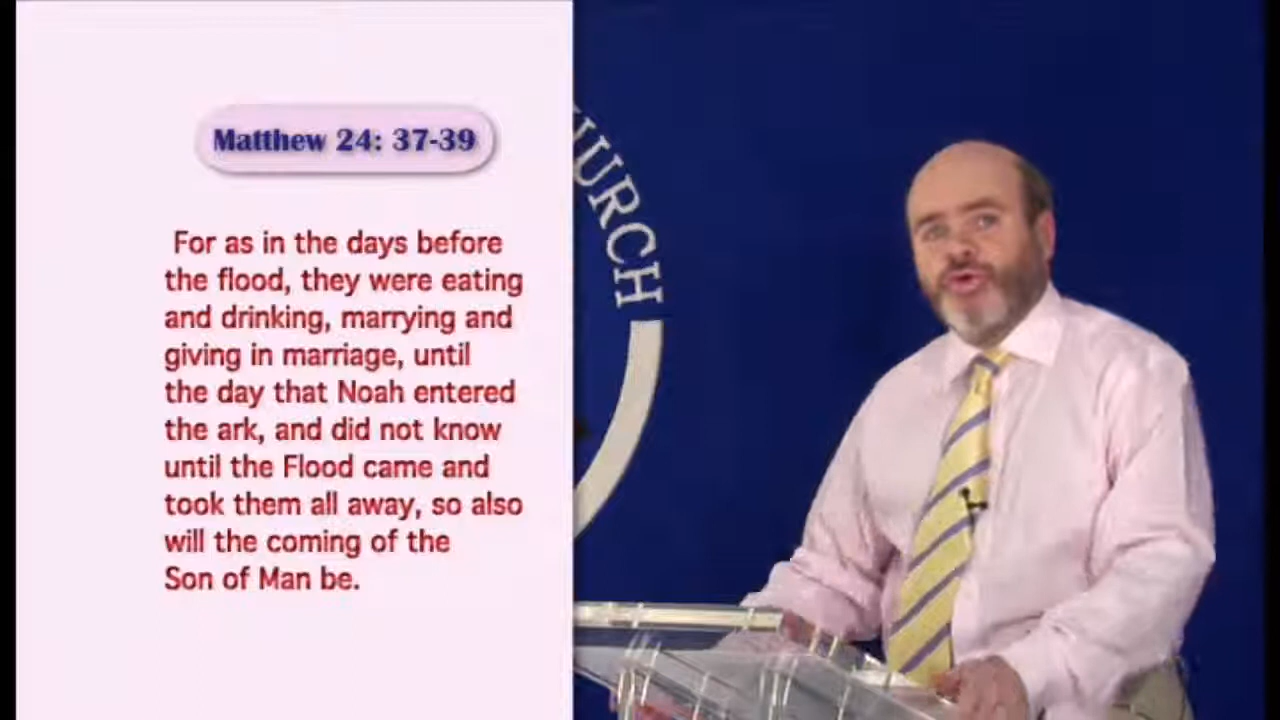 Matthew 24: 37-39
For as in the days before
the flood, they were eating
and drinking, marrying and
giving in marriage, until
the day that Noah entered
the ark, and did not know
until the Flood came and
took them all away, so also
will the coming of the
Son of Man be.
CHURCH